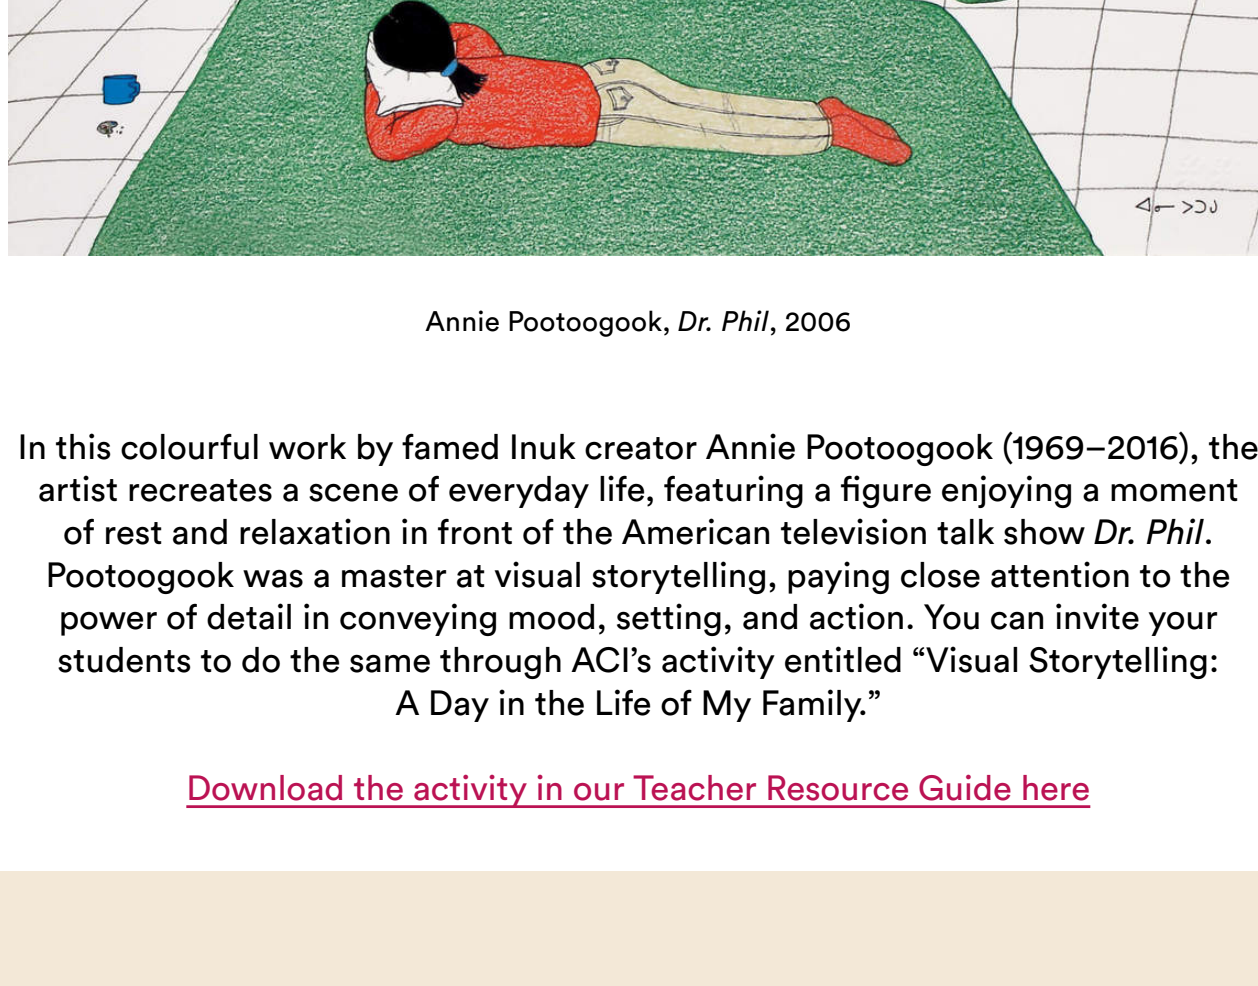 ᐊᓂ ᐳᑐᒍ
Annie Pootoogook, Dr. Phil, 2006
In this colourful work by famed Inuk creator Annie Pootoogook (1969–2016), the
artist recreates a scene of everyday life, featuring a figure enjoying a moment
of rest and relaxation in front of the American television talk show Dr. Phil.
Pootoogook was a master at visual storytelling, paying close attention to the
power of detail in conveying mood, setting, and action. You can invite your
students to do the same through ACI’s activity entitled “Visual Storytelling:
A Day in the Life of My Family.”
Download the activity in our Teacher Resource Guide here